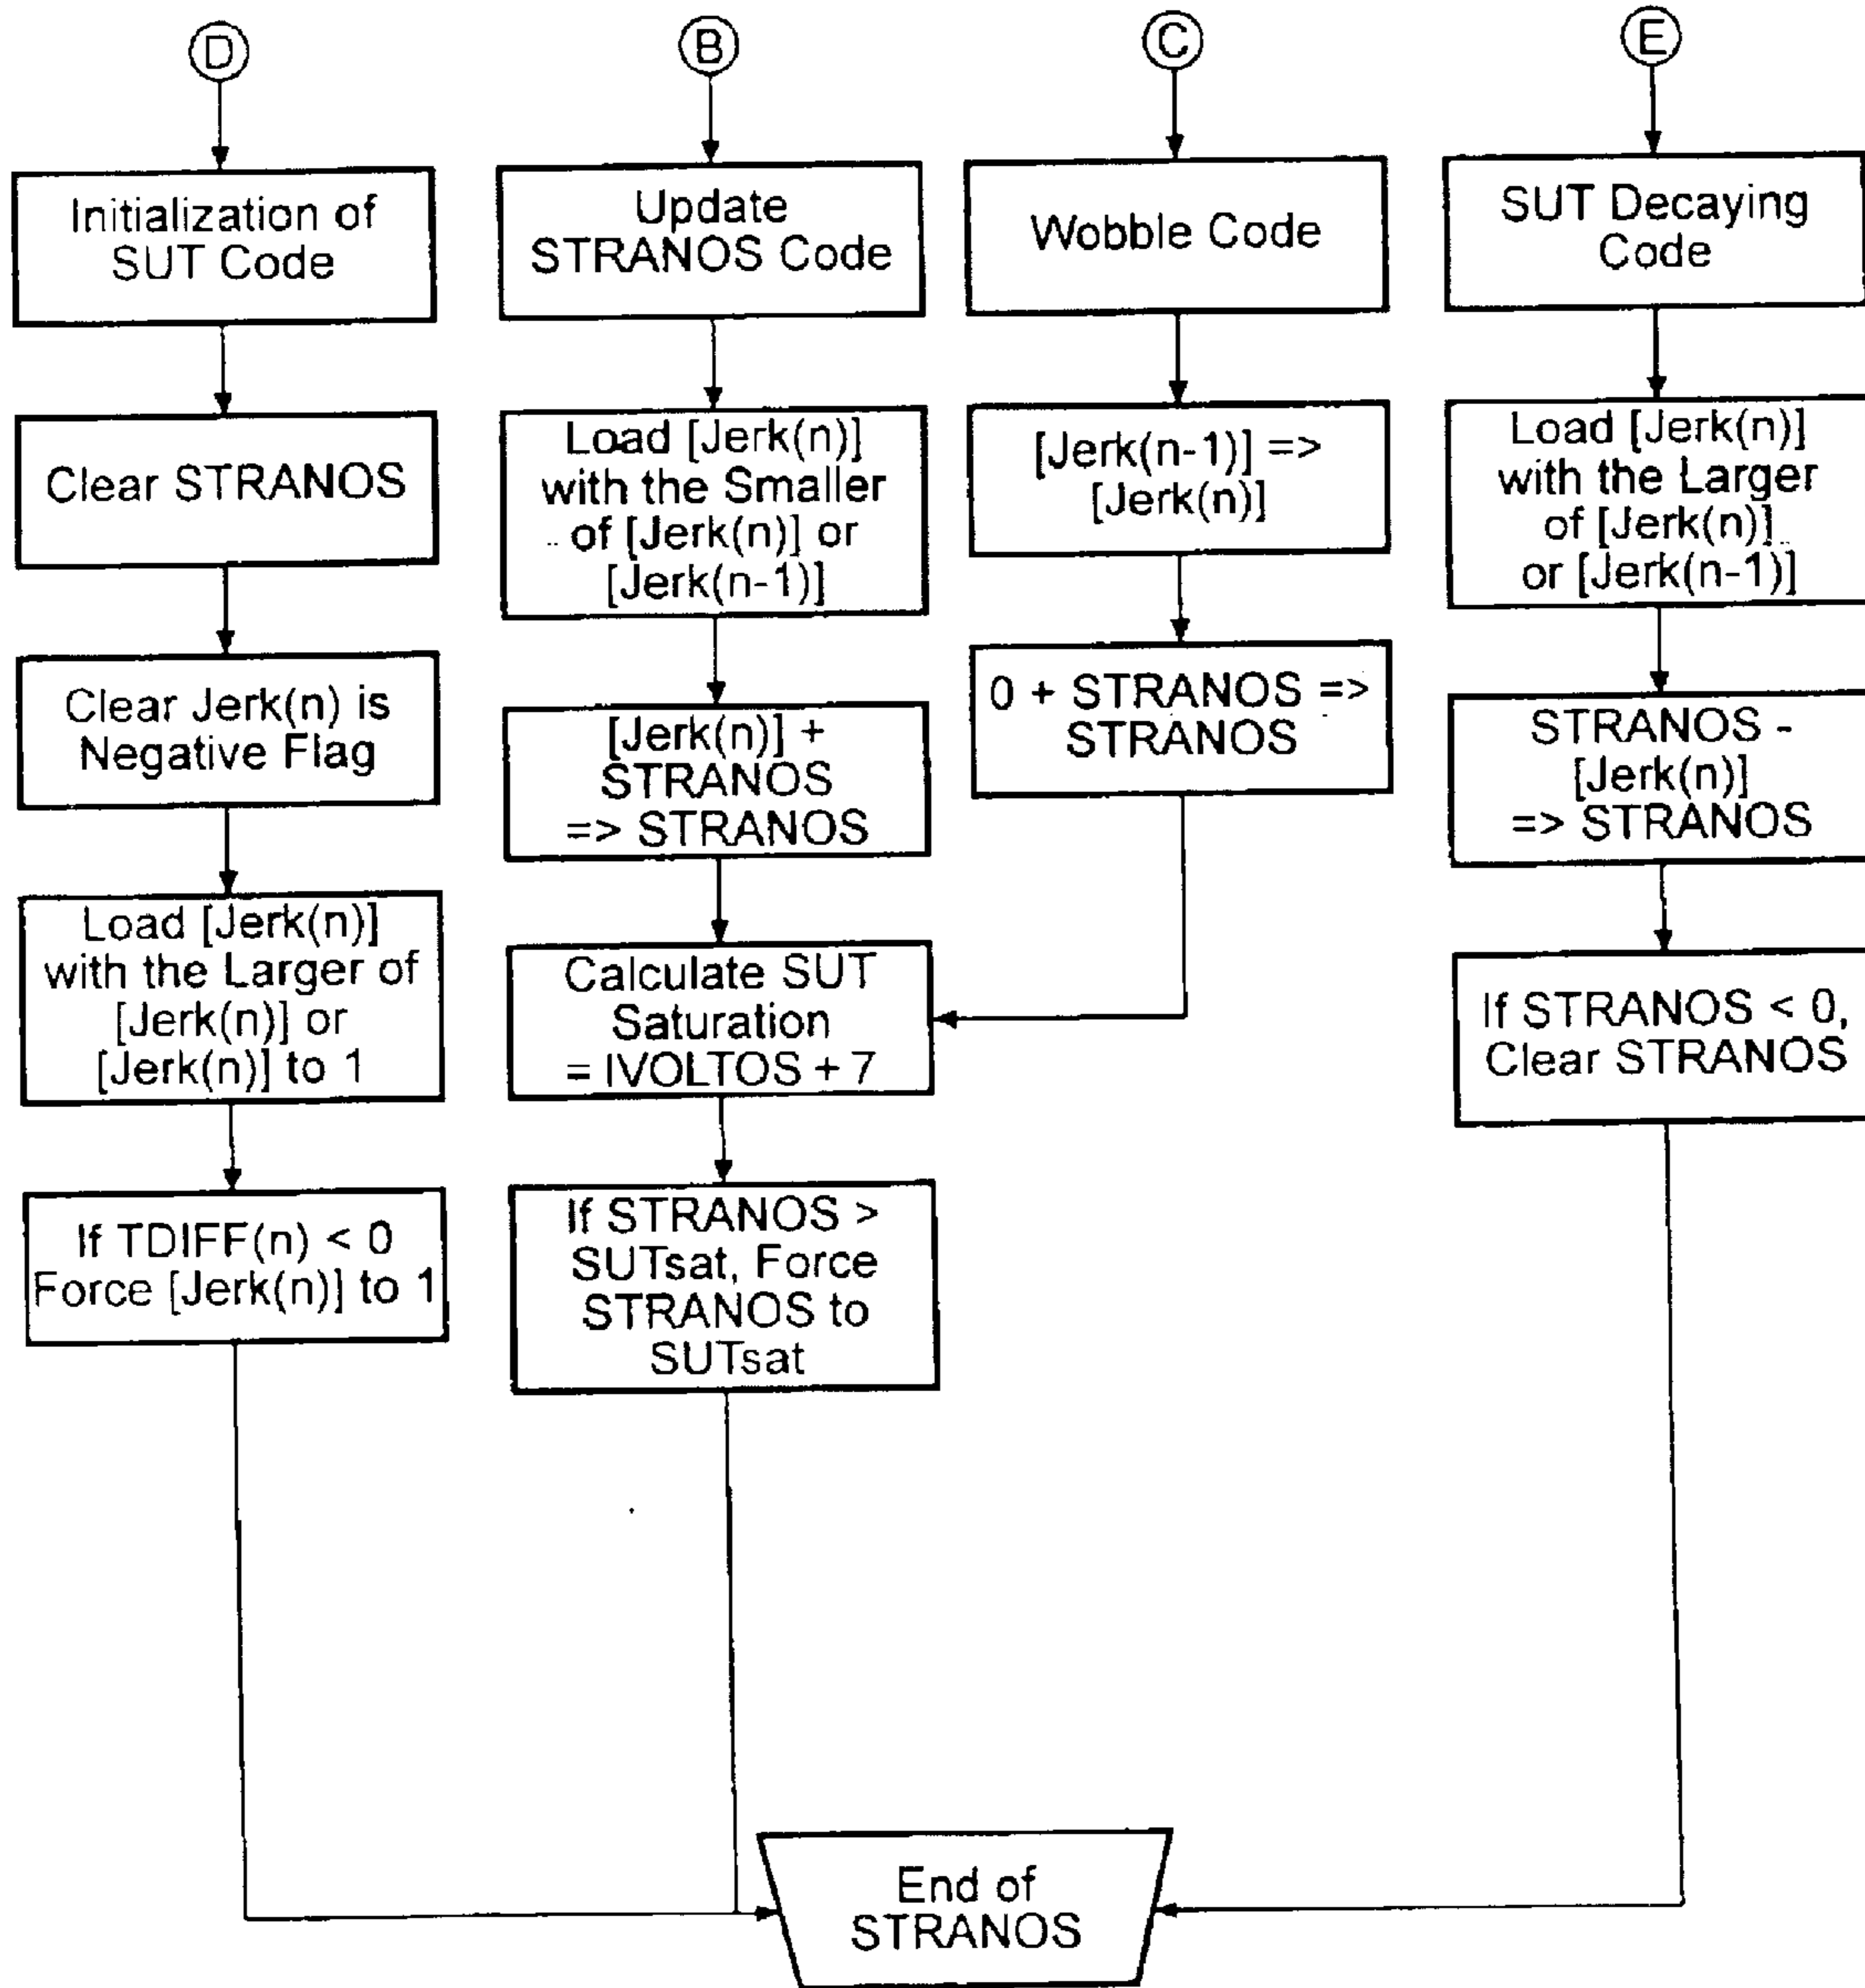 D
Initialization of
SUT Code
Clear STRANOS
Clear Jerk(n) is
Negative Flag
Load [Jerk(n)]
with the Larger of
[Jerk(n)] or
[Jerk(n)] to 1
If TDIFF(n) < 0
Force [Jerk(n)] to 1
B
Update
STRANOS Code
Load [Jerk(n)]
with the Smaller
of [Jerk(n)] or
[Jerk(n-1)]
[Jerk(n)] +
STRANOS
=> STRANOS
Calculate SUT
Saturation
= IVOLTOS + 7
If STRANOS >
SUTsat, Force
STRANOS to
SUTsat
C
Wobble Code
[Jerk(n-1)] =>
[Jerk(n)]
0 + STRANOS =>
STRANOS
E
SUT Decaying
Code
Load [Jerk(n)]
with the Larger
of [Jerk(n)]
or [Jerk(n-1)]
STRANOS -
[Jerk(n)]
=> STRANOS
If STRANOS < 0,
Clear STRANOS
End of
STRANOS